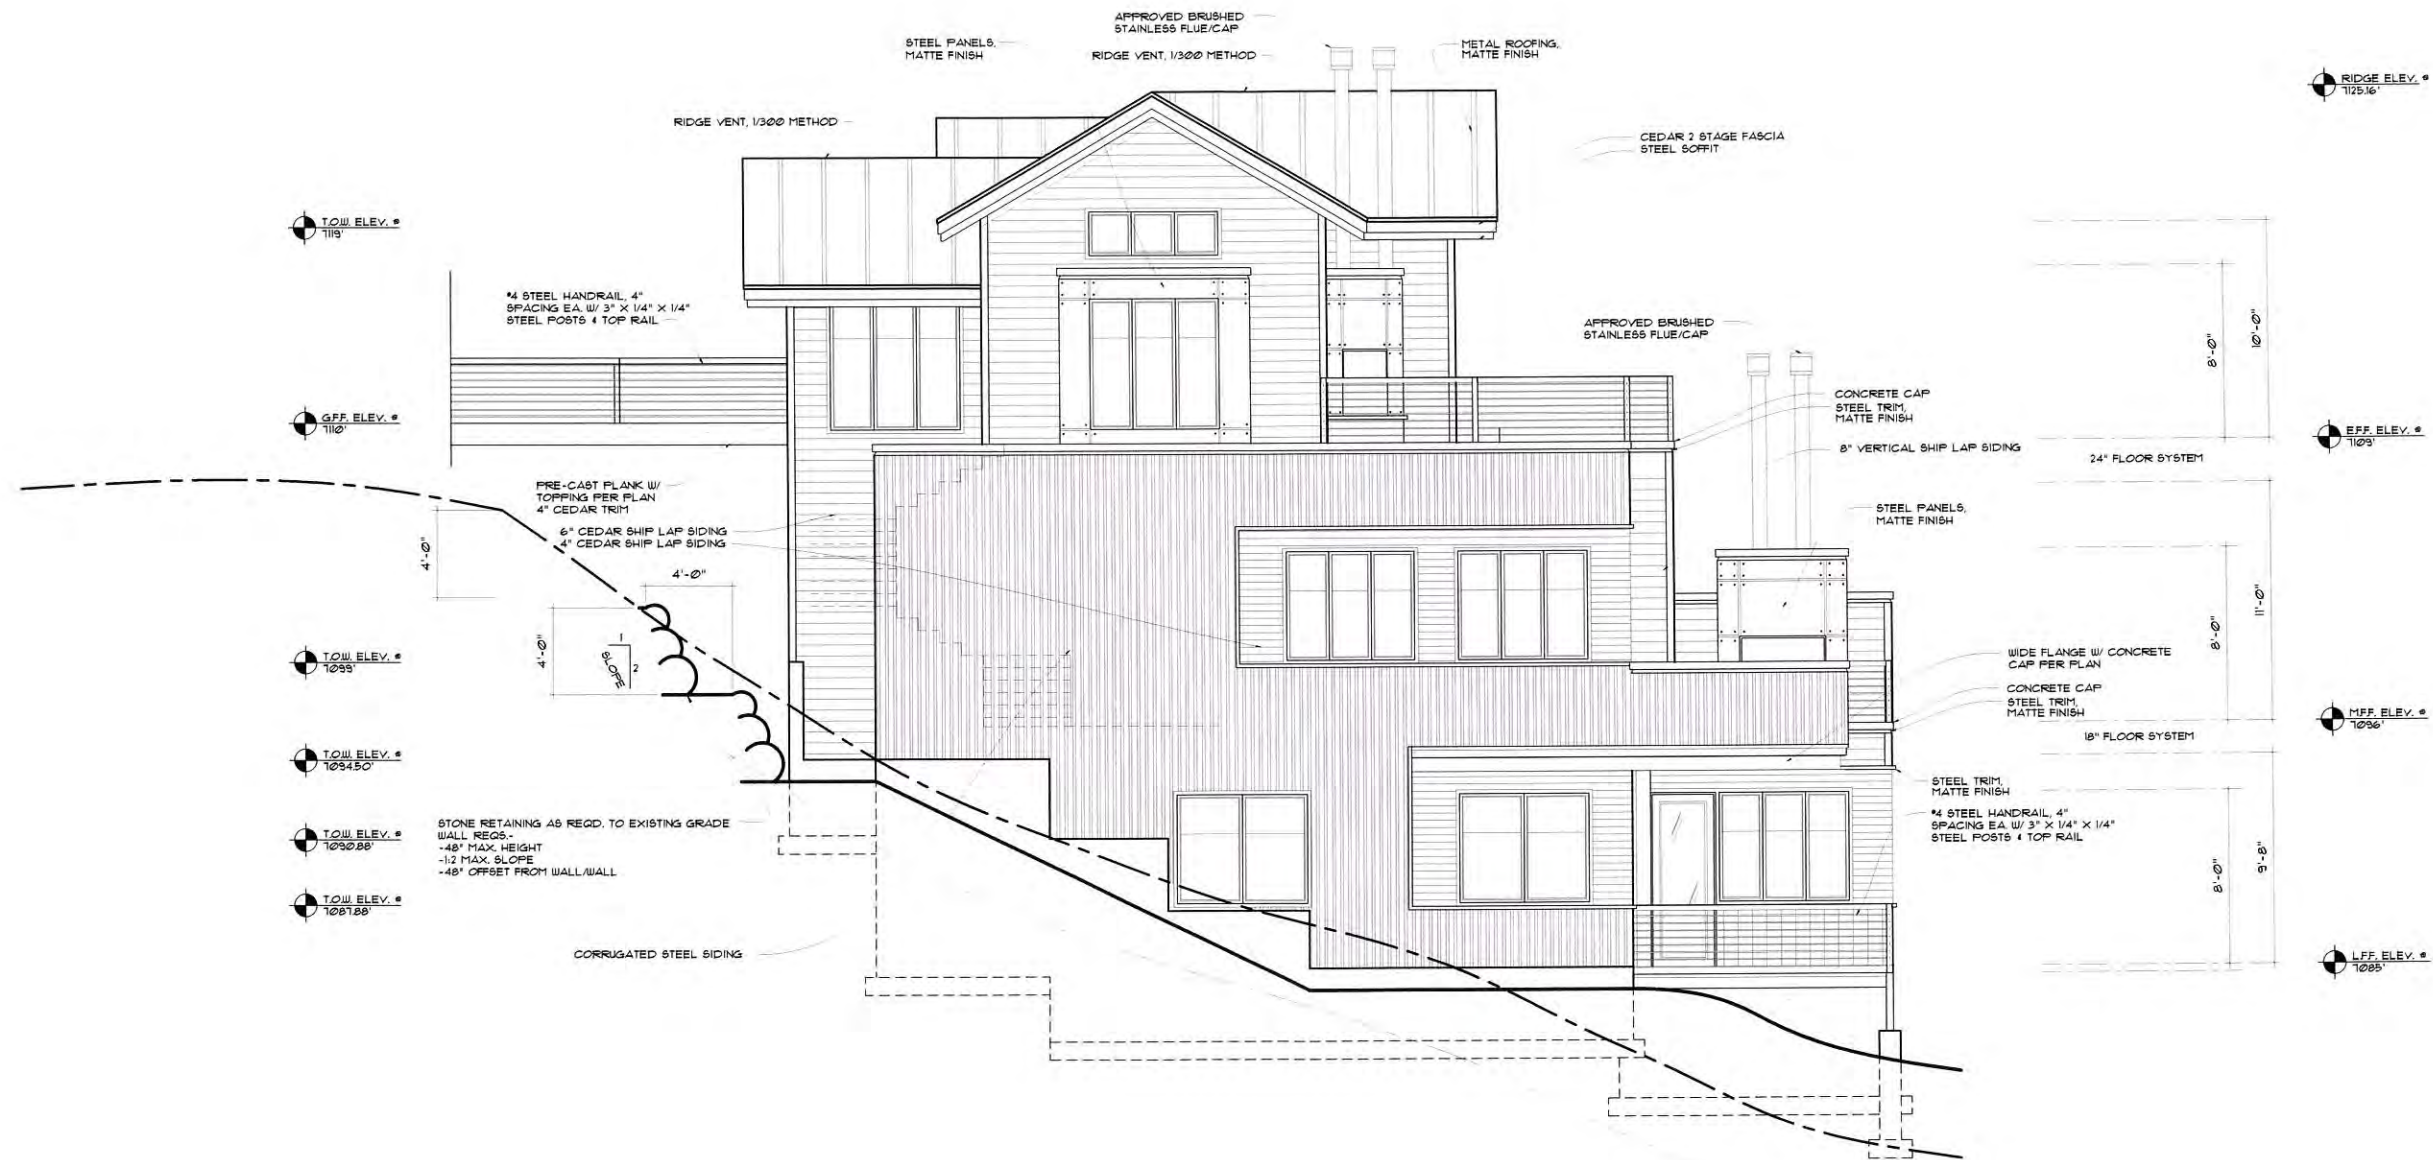 APPROVED BRUSHED
STAINLESS FLUE/CAP
STEEL PANELS,
MATTE FINISH
RIDGE VENT, 1/300 METHOD
METAL ROOFING,
MATTE FINISH
RIDGE ELEV. @
7125.16'
RIDGE VENT, 1/300 METHOD
CEDAR 2 STAGE FASCIA
STEEL SOFFIT
T.O.W. ELEV. @
7119'
#4 STEEL HANDRAIL, 4"
SPACING EA. W/ 3" X 1/4" X 1/4"
STEEL POSTS & TOP RAIL
APPROVED BRUSHED
STAINLESS FLUE/CAP
8'-0"
10'-0"
CONCRETE CAP
STEEL TRIM,
MATTE FINISH
G.F.F. ELEV. @
7110'
E.F.F. ELEV. @
7109'
8" VERTICAL SHIP LAP SIDING
24" FLOOR SYSTEM
PRE-CAST PLANK W/
TOPPING PER PLAN
4" CEDAR TRIM
6" CEDAR SHIP LAP SIDING
4" CEDAR SHIP LAP SIDING
STEEL PANELS,
MATTE FINISH
4'-0"
4'-0"
4'-0"
1
2
SLOPE
8'-0"
11'-0"
T.O.W. ELEV. @
7099'
WIDE FLANGE W/ CONCRETE
CAP PER PLAN
CONCRETE CAP
STEEL TRIM,
MATTE FINISH
M.F.F. ELEV. @
7096'
18" FLOOR SYSTEM
T.O.W. ELEV. @
7094.50'
STEEL TRIM,
MATTE FINISH
#4 STEEL HANDRAIL, 4"
SPACING EA. W/ 3" X 1/4" X 1/4"
STEEL POSTS & TOP RAIL
8'-0"
9'-8"
T.O.W. ELEV. @
7090.88'
STONE RETAINING AS REQD. TO EXISTING GRADE
WALL REQS.-
-48" MAX. HEIGHT
-1:2 MAX. SLOPE
-48" OFFSET FROM WALL/WALL
T.O.W. ELEV. @
7087.88'
CORRUGATED STEEL SIDING
L.F.F. ELEV. @
7085'